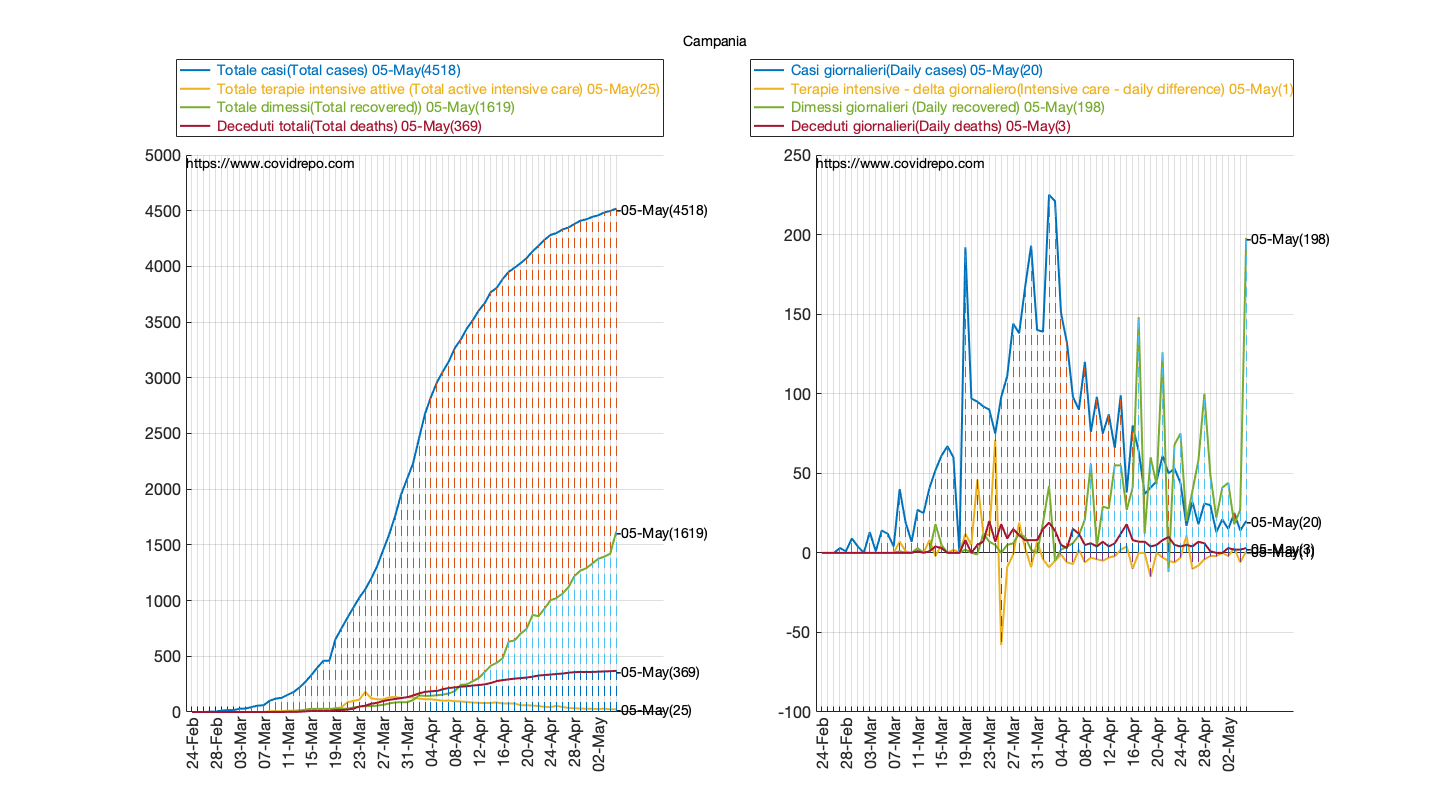 Campania
Totale casi(Total cases) 05-May(4518)
Totale terapie intensive attive (Total active intensive care) 05-May(25)
Totale dimessi(Total recovered)) 05-May(1619)
Deceduti totali(Total deaths) 05-May(369)
https://www.covidrepo.com
5000
4500
4000
3500
3000
2500
2000
1500
1000
500
0
05-May(4518)
05-May(1619)
05-May(369)
05-May(25)
24-Feb
28-Feb
03-Mar
07-Mar
11-Mar
15-Mar
19-Mar
23-Mar
27-Mar
31-Mar
04-Apr
08-Apr
12-Apr
16-Apr
20-Apr
24-Apr
28-Apr
02-May
Casi giornalieri(Daily cases) 05-May(20)
Terapie intensive - delta giornaliero(Intensive care - daily difference) 05-May(1)
Dimessi giornalieri (Daily recovered) 05-May(198)
Deceduti giornalieri(Daily deaths) 05-May(3)
https://www.covidrepo.com
250
200
150
100
50
0
-50
-100
05-May(198)
05-May(20)
05-May(3)
05-May(1)
24-Feb
28-Feb
03-Mar
07-Mar
11-Mar
15-Mar
19-Mar
23-Mar
27-Mar
31-Mar
04-Apr
08-Apr
12-Apr
16-Apr
20-Apr
24-Apr
28-Apr
02-May